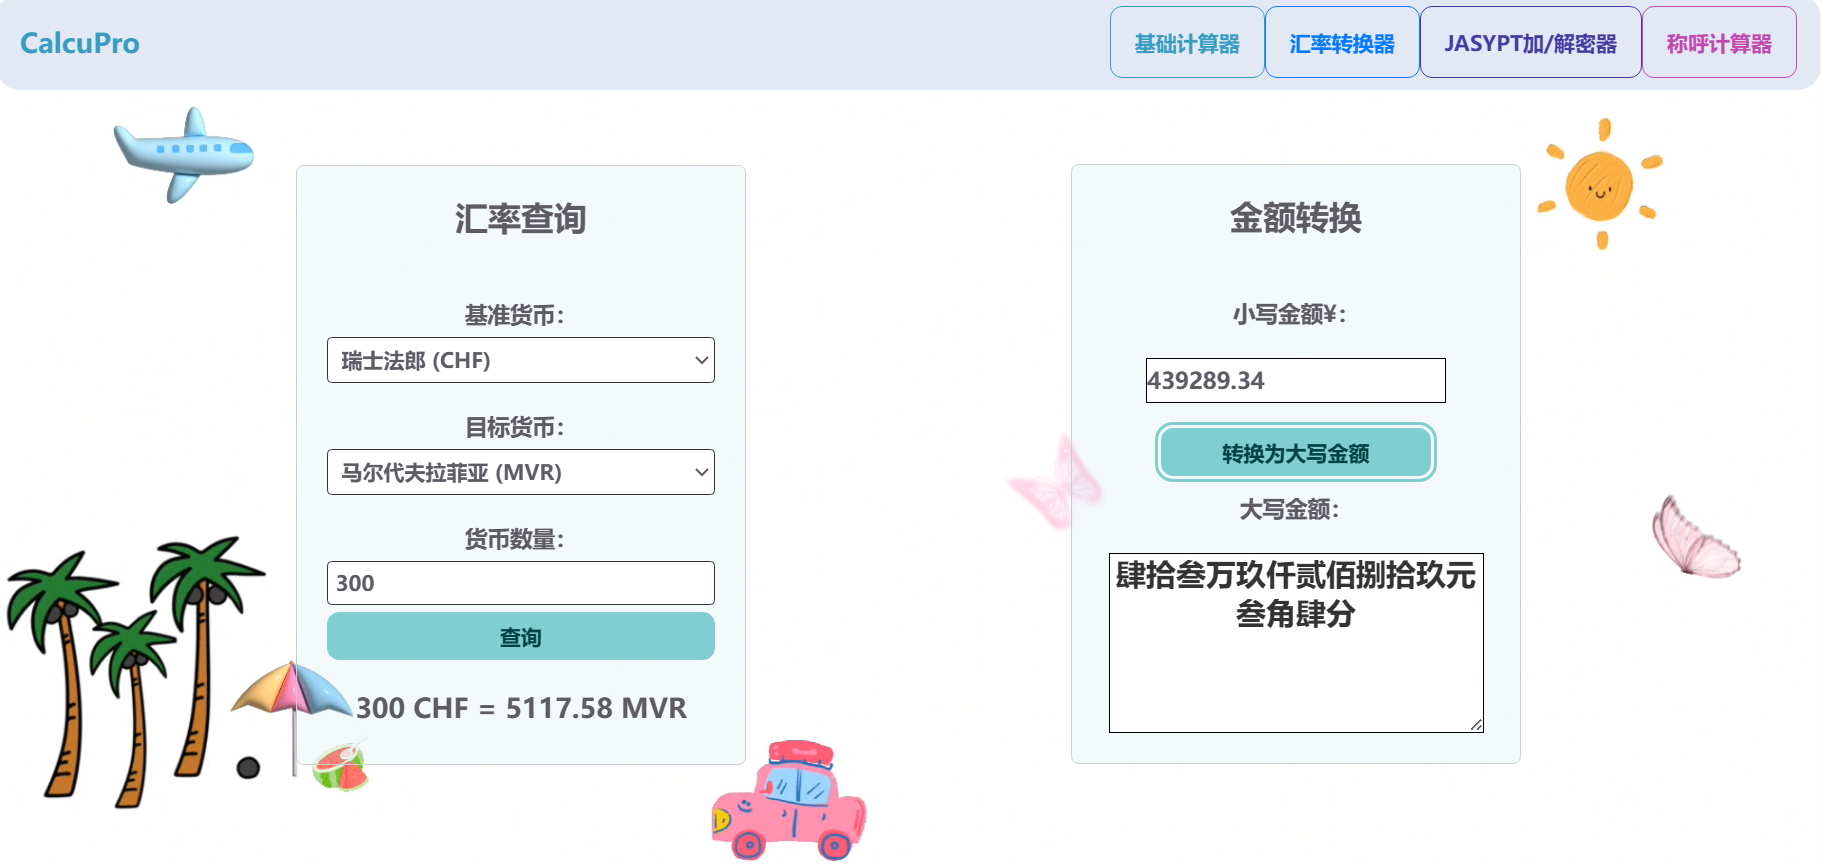 CalcuPro
基础计算器
汇率转换器
JASYPT加/解密器
称呼计算器
汇率查询
基准货币：
瑞士法郎 (CHF)
目标货币：
马尔代夫拉菲亚 (MVR)
货币数量：
300
查询
300 CHF = 5117.58 MVR
金额转换
小写金额¥：
439289.34
转换为大写金额
大写金额：
肆拾叁万玖仟贰佰捌拾玖元
叁角肆分